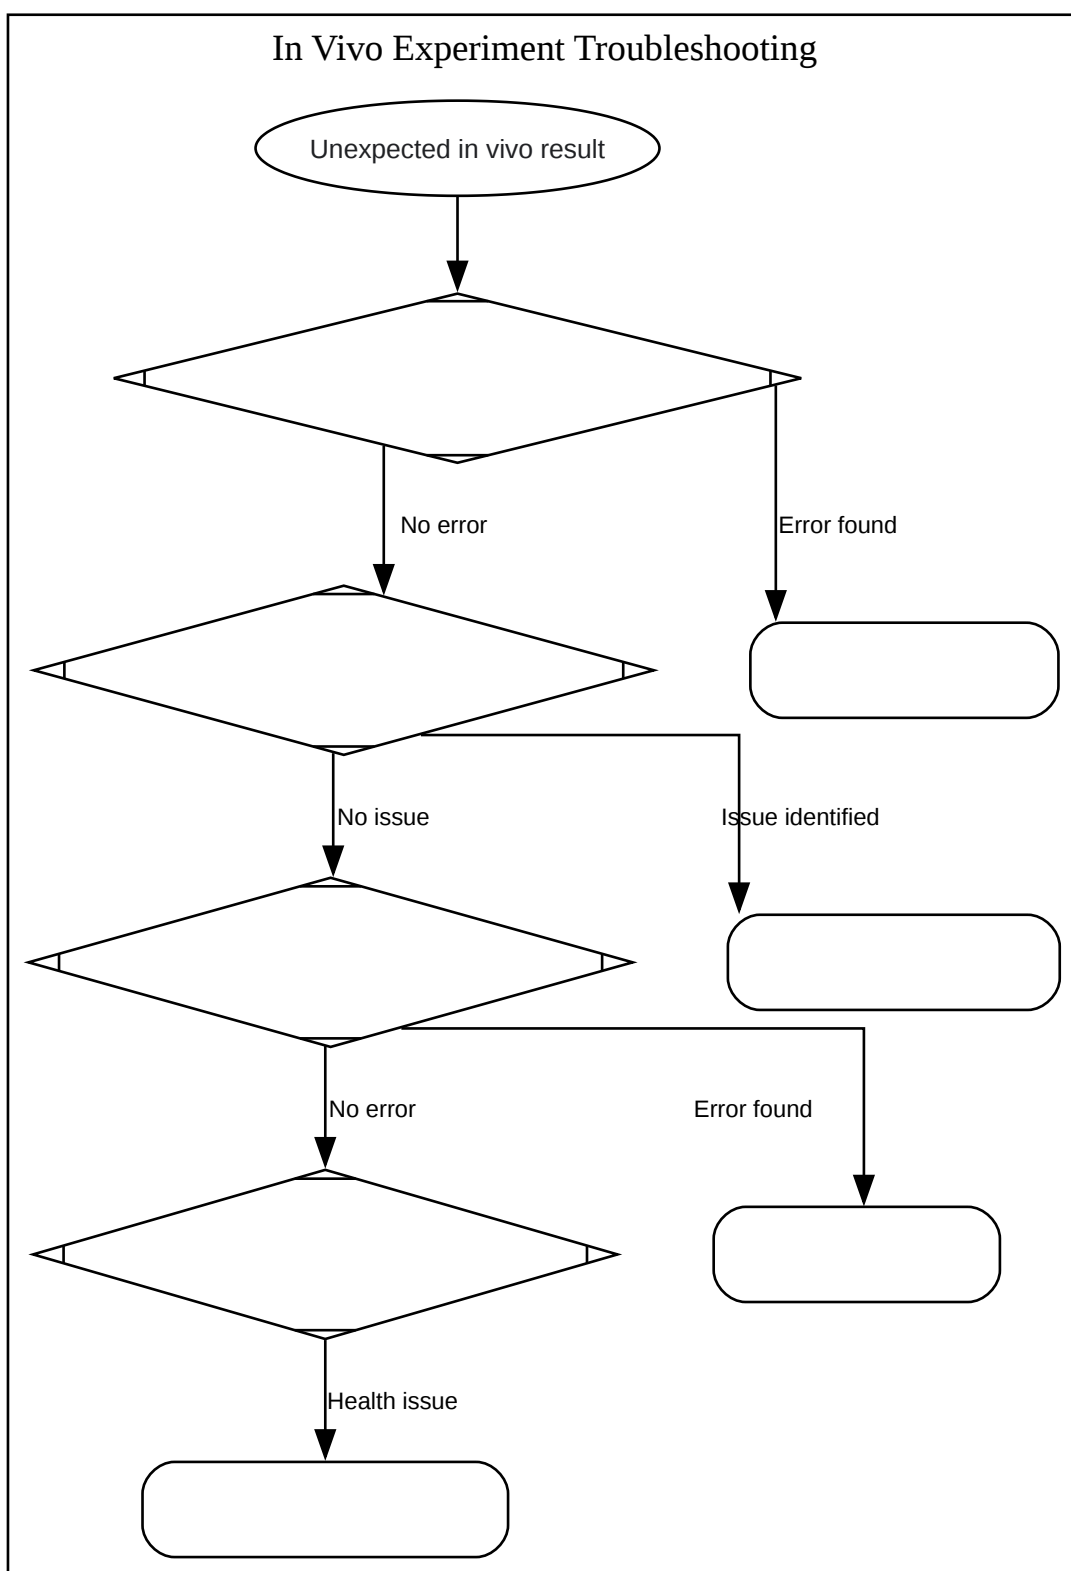 In Vivo Experiment Troubleshooting
Unexpected in vivo result
No error
Error found
No issue
Issue identified
No error
Error found
Health issue